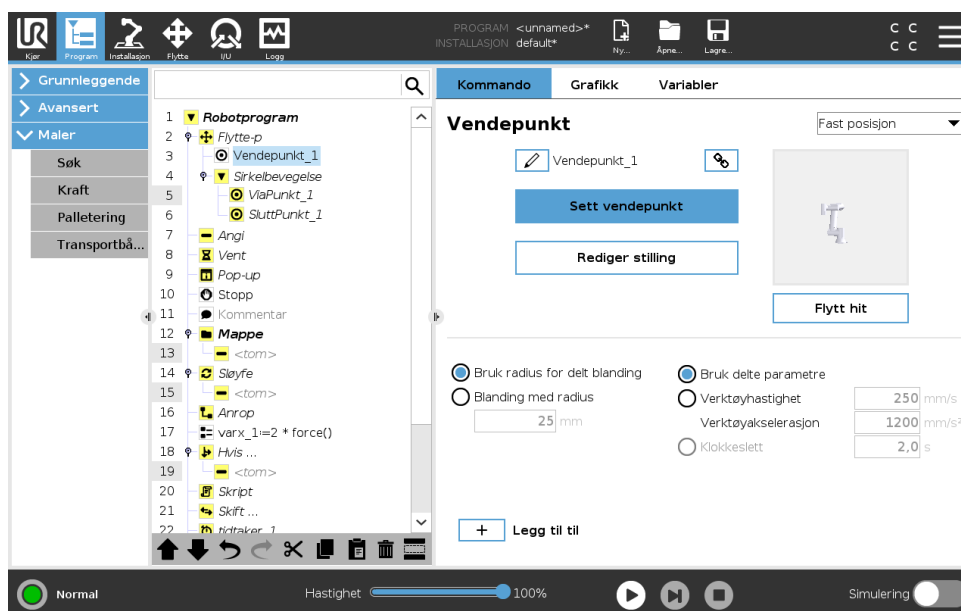 UR
Kjør
Program
Installasjon
Flytte
I/U
Logg
PROGRAM <unnamed>*
INSTALLASJON default*
Ny...
Åpne...
Lagre...
C C
C C
Grunnleggende
Avansert
Maler
Søk
Kraft
Palletering
Transportbå...
1 Robotprogram
2 Flytte-p
3 Vendepunkt_1
4 Sirkelbevegelse
5 ViaPunkt_1
6 SluttPunkt_1
7 Angi
8 Vent
9 Pop-up
10 Stopp
11 Kommentar
12 Mappe
13 <tom>
14 Sløyfe
15 <tom>
16 Anrop
17 varx_1:=2 * force()
18 Hvis ...
19 <tom>
20 Skript
21 Skift ...
22 tidtaker_1
Kommando Grafikk Variabler
Vendepunkt
Fast posisjon
Vendepunkt_1
Sett vendepunkt
Rediger stilling
Flytt hit
Bruk radius for delt blanding
Blanding med radius
25 mm
Bruk delte parametre
Verktøyhastighet 250 mm/s
Verktøyakselerasjon 1200 mm/s²
Klokkeslett 2,0 s
+ Legg til til
Normal
Hastighet 100%
Simulering